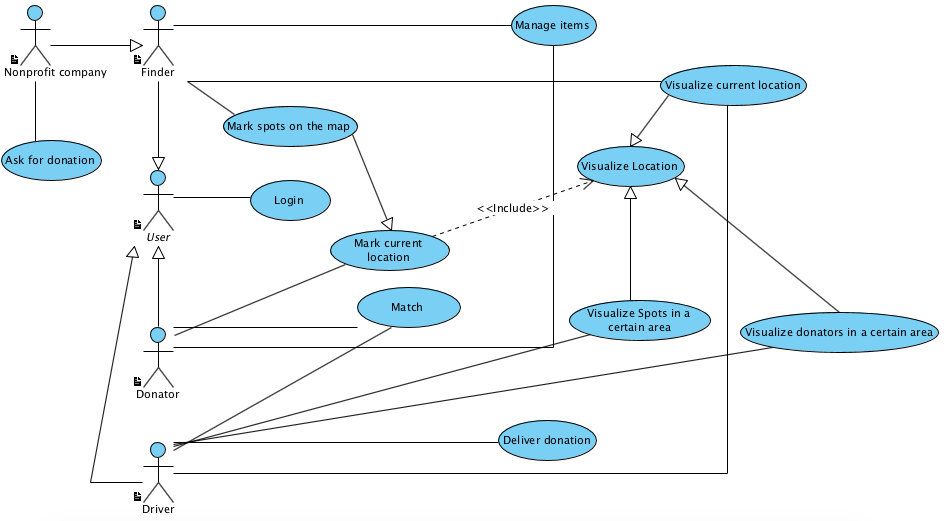 Manage items
Nonprofit company
Finder
Visualize current location
Mark spots on the map
Ask for donation
Visualize Location
Login
<<Include>>
User
Mark current
location
Match
Visualize Spots in a
certain area
Visualize donators in a certain area
Donator
Deliver donation
Driver